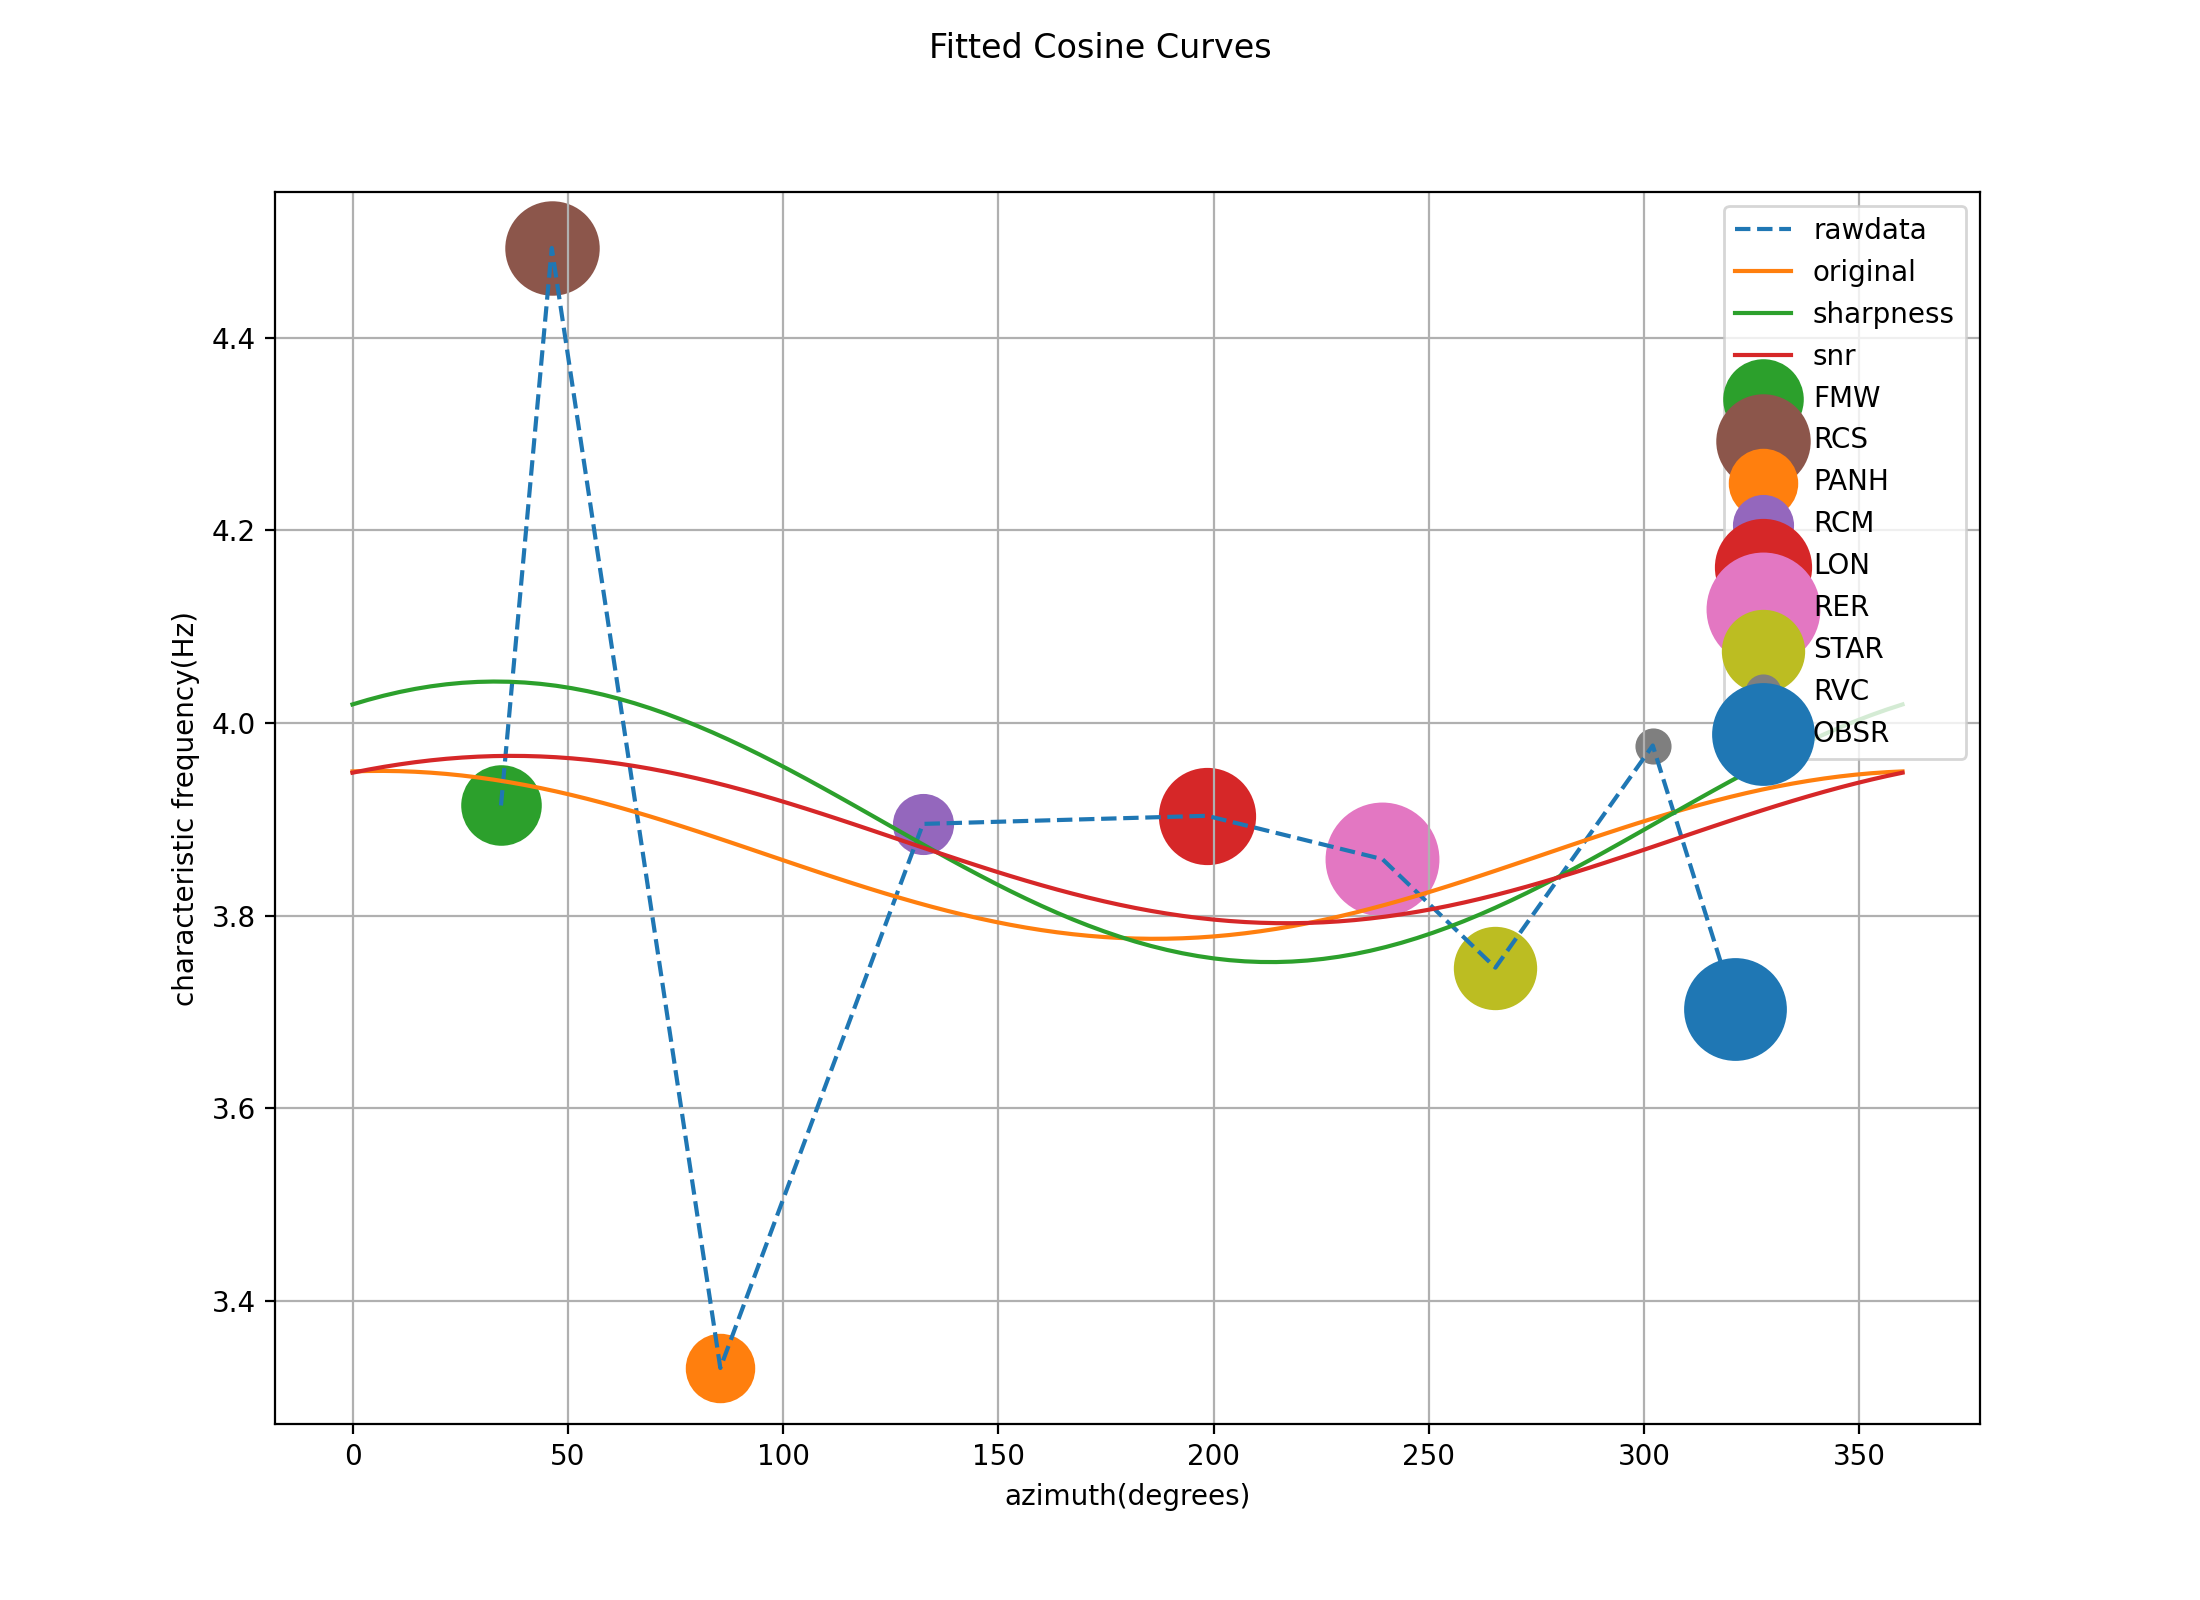 Fitted Cosine Curves
rawdata
original
sharpness
snr
FMW
RCS
PANH
RCM
LON
RER
STAR
RVC
OBSR
characteristic frequency(Hz)
4.4
4.2
4.0
3.8
3.6
3.4
0 50 100 150 200 250 300 350
azimuth(degrees)